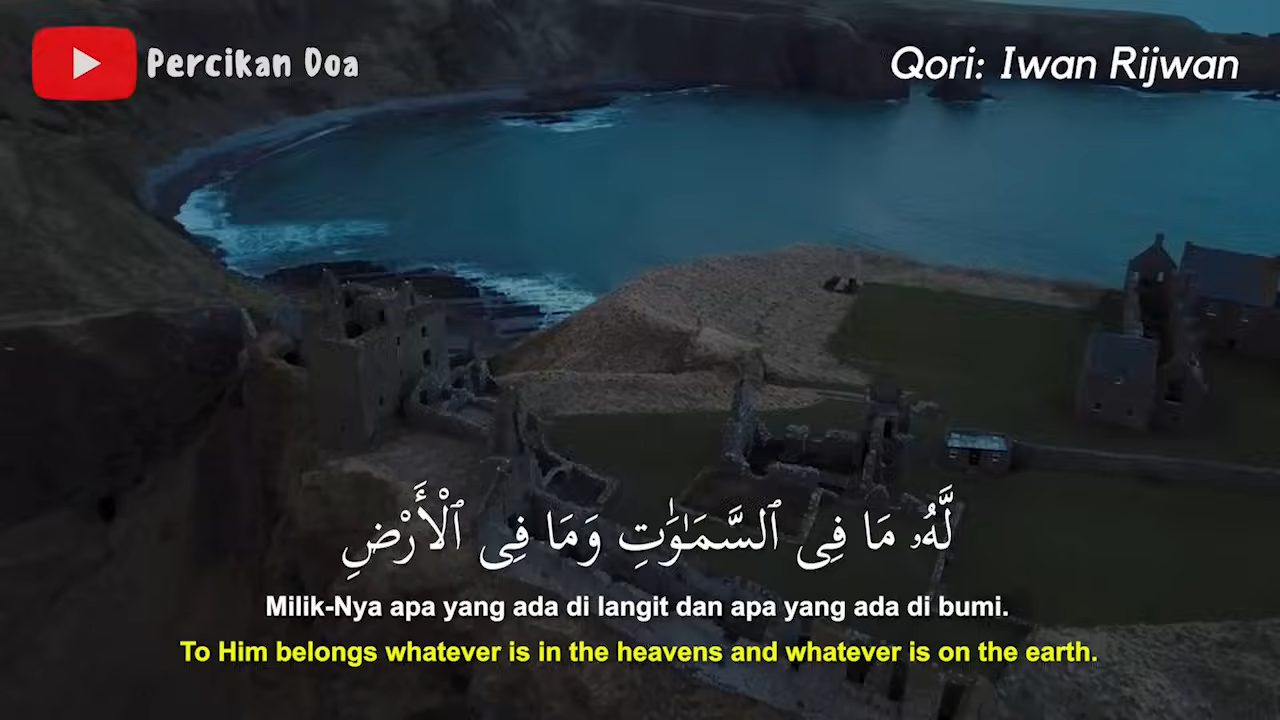 Percikan Doa
Qori: Iwan Rijwan
لَّهُۥ مَا فِى ٱلسَّمَـٰوَٰتِ وَمَا فِى ٱلْأَرْضِ
Milik-Nya apa yang ada di langit dan apa yang ada di bumi.
To Him belongs whatever is in the heavens and whatever is on the earth.